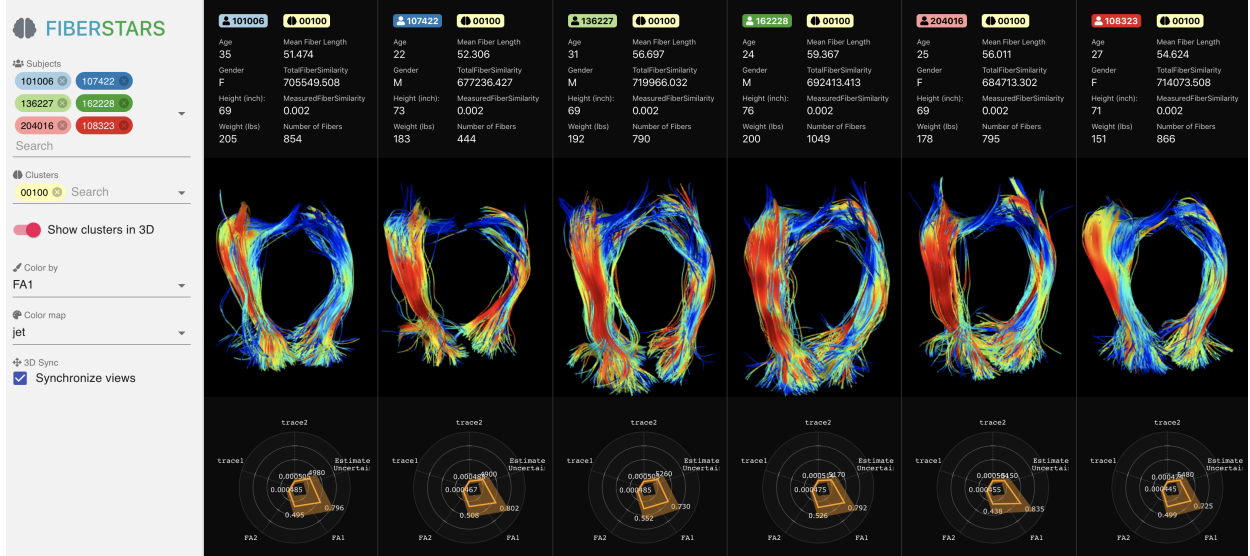 FIBERSTARS
Subjects
101006 107422
136227 162228
204016 108323
Search
Clusters
00100 Search
Show clusters in 3D
Color by
FA1
Color map
jet
3D Sync
Synchronize views
101006 00100
Age Mean Fiber Length
35 51.474
Gender TotalFiberSimilarity
F 705549.508
Height (inch): MeasuredFiberSimilarity
69 0.002
Weight (lbs) Number of Fibers
205 854
trace2
trace1 Estimate
Uncertai
4980
0.000485
0.796
0.495
FA2 FA1
107422 00100
Age Mean Fiber Length
22 52.306
Gender TotalFiberSimilarity
M 677236.427
Height (inch): MeasuredFiberSimilarity
73 0.002
Weight (lbs) Number of Fibers
183 444
trace2
trace1 Estimate
Uncertai
4900
0.000467
0.802
0.508
FA2 FA1
136227 00100
Age Mean Fiber Length
31 56.697
Gender TotalFiberSimilarity
M 719966.032
Height (inch): MeasuredFiberSimilarity
69 0.002
Weight (lbs) Number of Fibers
192 790
trace2
trace1 Estimate
Uncertai
5260
0.000485
0.730
0.552
FA2 FA1
162228 00100
Age Mean Fiber Length
24 59.367
Gender TotalFiberSimilarity
M 692413.413
Height (inch): MeasuredFiberSimilarity
76 0.002
Weight (lbs) Number of Fibers
200 1049
trace2
trace1 Estimate
Uncertai
5170
0.000475
0.792
0.526
FA2 FA1
204016 00100
Age Mean Fiber Length
25 56.011
Gender TotalFiberSimilarity
F 684713.302
Height (inch): MeasuredFiberSimilarity
69 0.002
Weight (lbs) Number of Fibers
178 795
trace2
trace1 Estimate
Uncertai
0.000455
0.835
0.438
FA2 FA1
108323 00100
Age Mean Fiber Length
27 54.624
Gender TotalFiberSimilarity
F 714073.508
Height (inch): MeasuredFiberSimilarity
71 0.002
Weight (lbs) Number of Fibers
151 866
trace2
trace1 Estimate
Uncertai
5480
0.000445
0.725
0.499
FA2 FA1